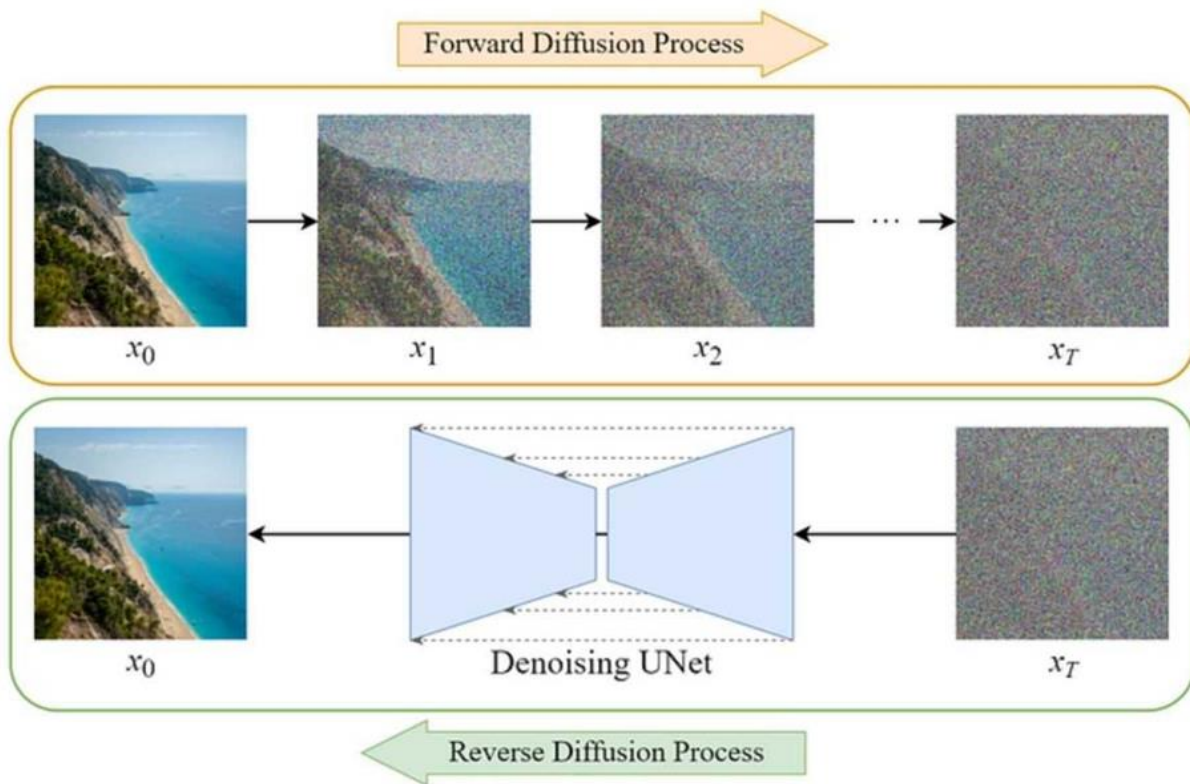 Forward Diffusion Process
...
x0
x1
x2
xT
x0
Denoising UNet
xT
Reverse Diffusion Process